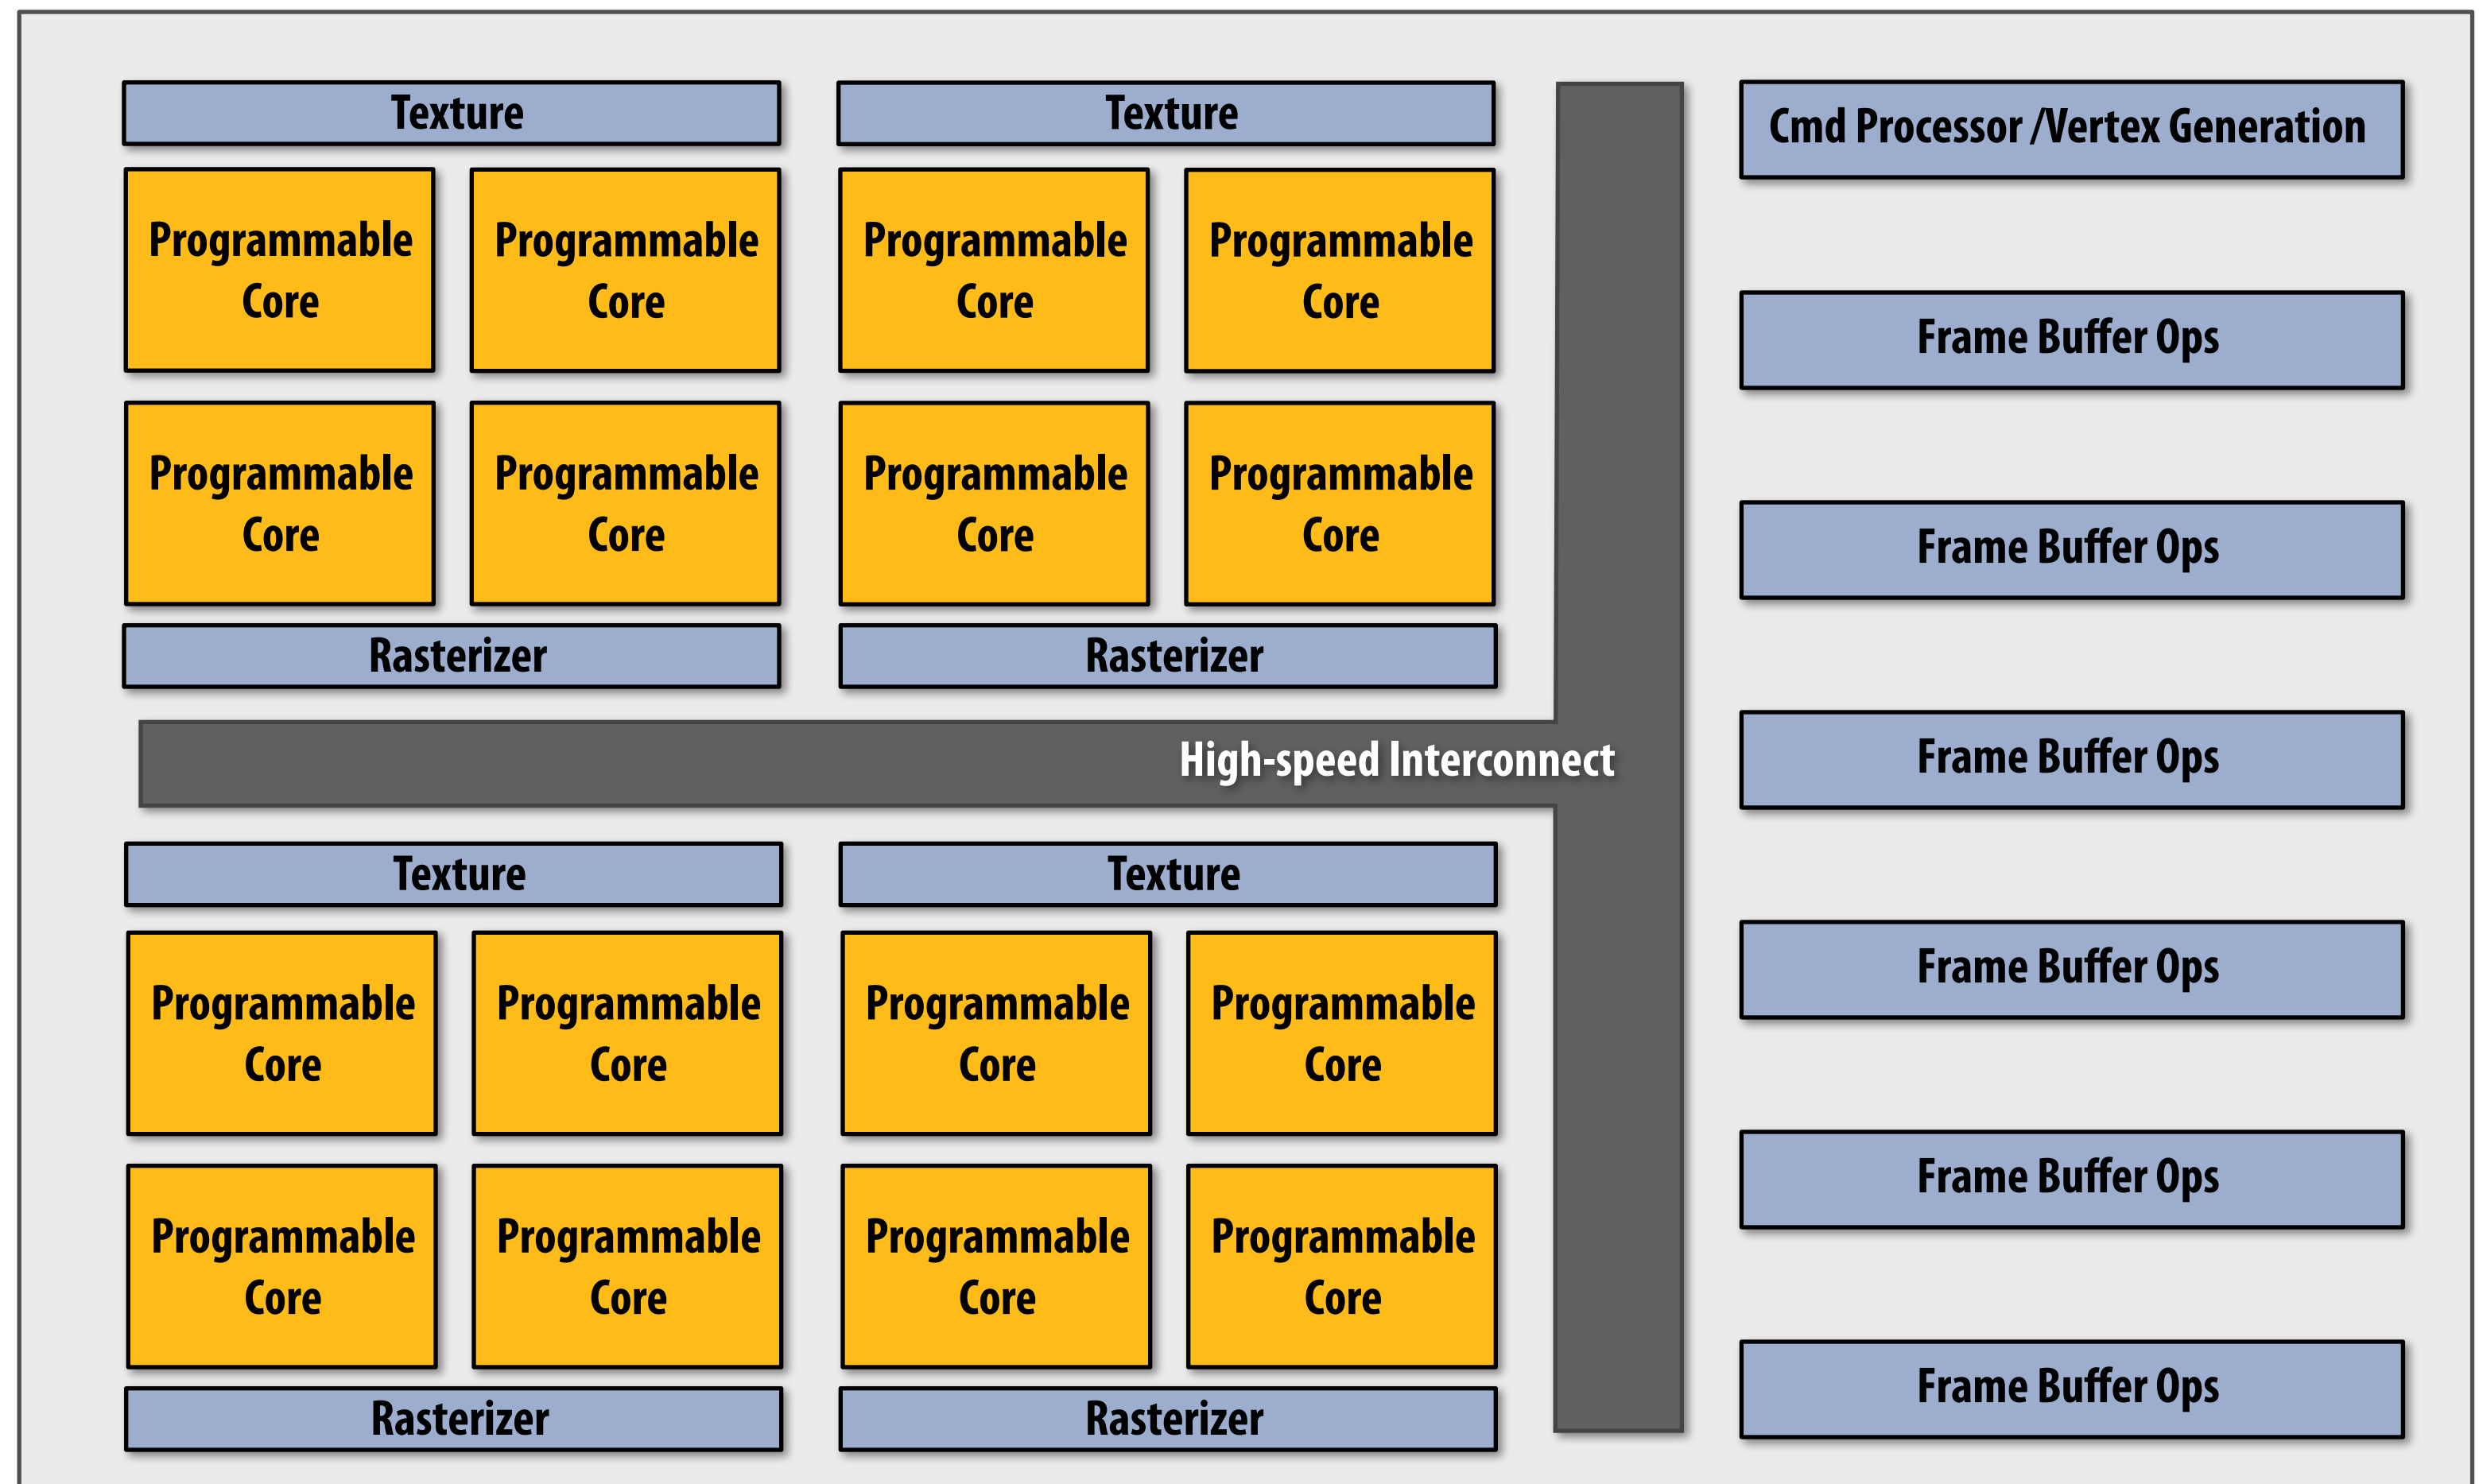 Texture
Texture
Cmd Processor /Vertex Generation
Programmable
Core
Programmable
Core
Programmable
Core
Programmable
Core
Frame Buffer Ops
Programmable
Core
Programmable
Core
Programmable
Core
Programmable
Core
Frame Buffer Ops
Rasterizer
Rasterizer
High-speed Interconnect
Frame Buffer Ops
Texture
Texture
Frame Buffer Ops
Programmable
Core
Programmable
Core
Programmable
Core
Programmable
Core
Frame Buffer Ops
Programmable
Core
Programmable
Core
Programmable
Core
Programmable
Core
Rasterizer
Rasterizer
Frame Buffer Ops